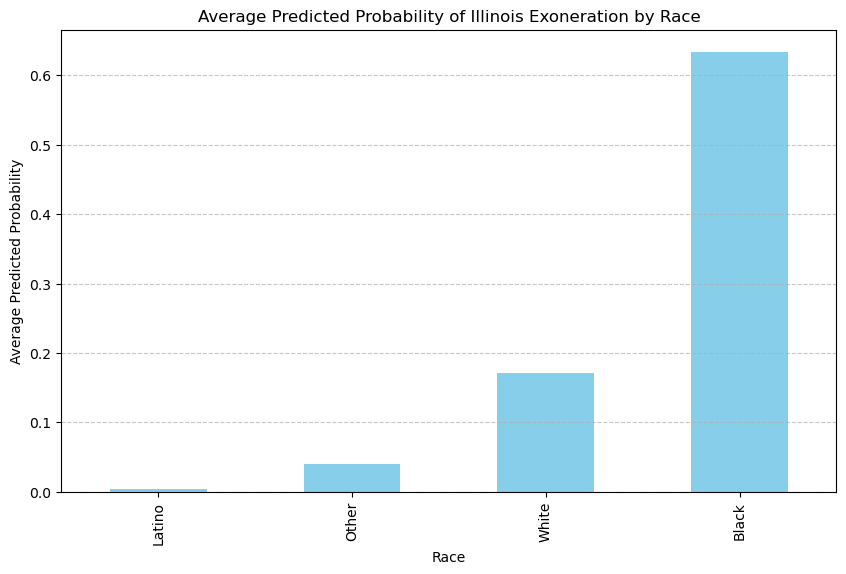 Average Predicted Probability of Illinois Exoneration by Race
Average Predicted Probability
0.6
0.5
0.4
0.3
0.2
0.1
0.0
Latino
Other
White
Black
Race